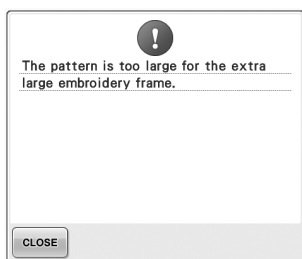 The pattern is too large for the extra
large embroidery frame.
CLOSE